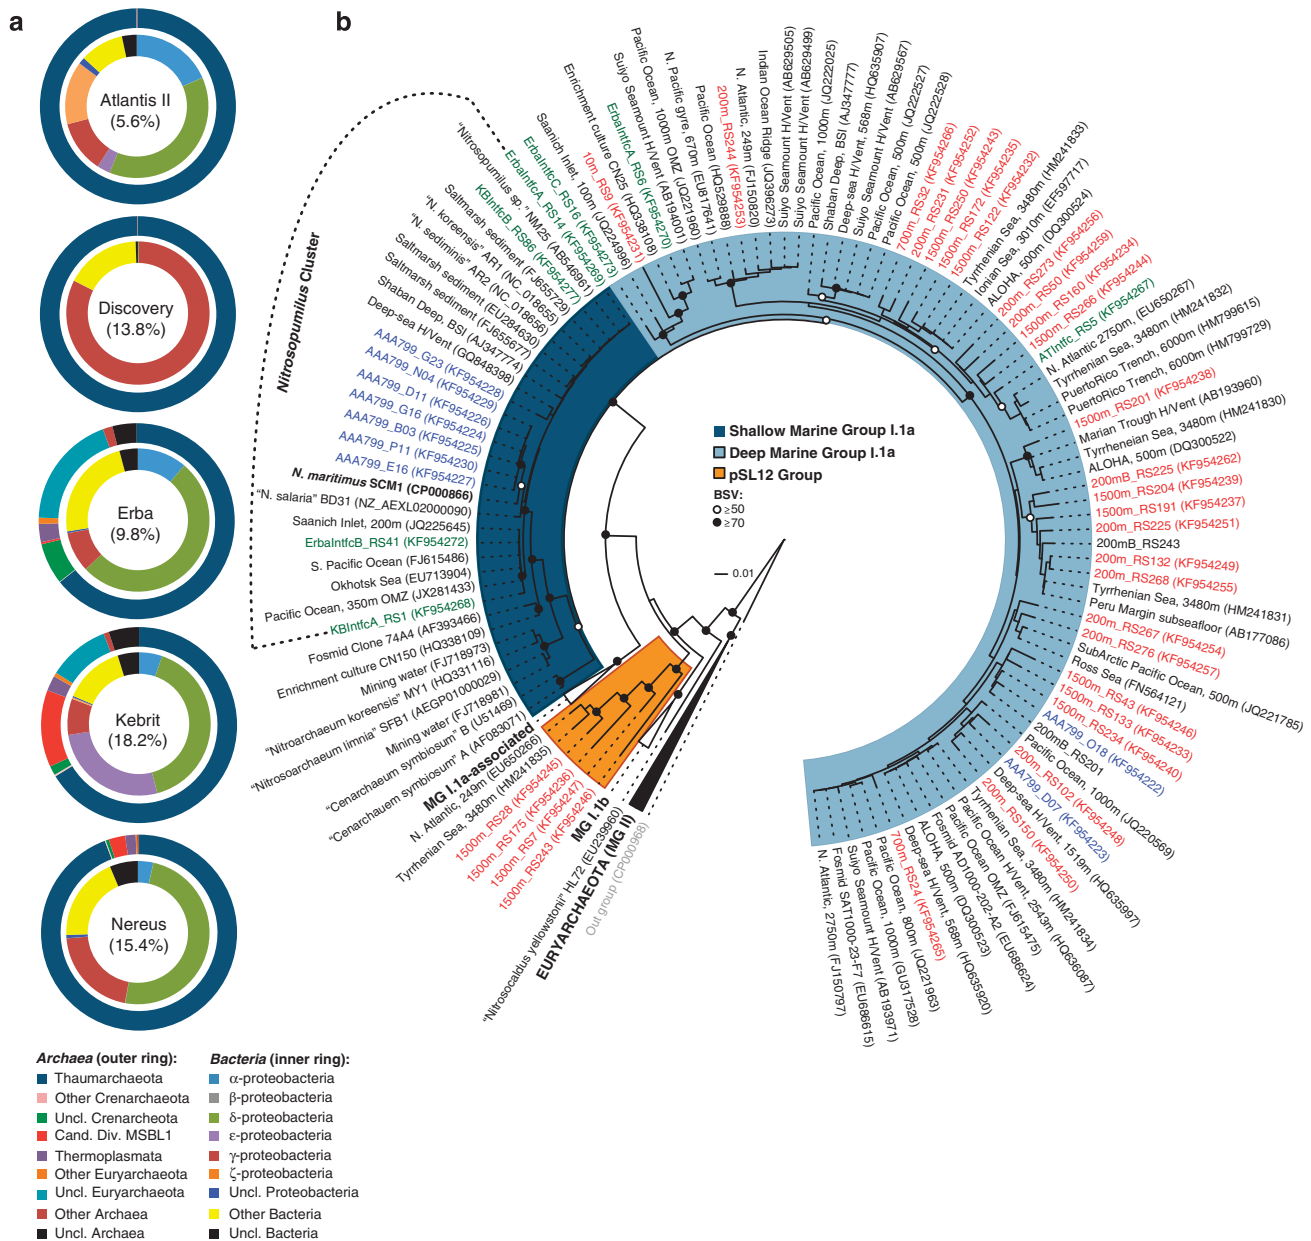 a
b
Atlantis II
(5.6%)
Discovery
(13.8%)
Erba
(9.8%)
Kebrit
(18.2%)
Nereus
(15.4%)
Archaea (outer ring):
Thaumarchaeota
Other Crenarchaeota
Uncl. Crenarcheota
Cand. Div. MSBL1
Thermoplasmata
Other Euryarchaeota
Uncl. Euryarchaeota
Other Archaea
Uncl. Archaea
Bacteria (inner ring):
α-proteobacteria
β-proteobacteria
δ-proteobacteria
ε-proteobacteria
γ-proteobacteria
ζ-proteobacteria
Uncl. Proteobacteria
Other Bacteria
Uncl. Bacteria
Nitrosopumilus Cluster
Shallow Marine Group I.1a
Deep Marine Group I.1a
pSL12 Group
BSV:
≥50
≥70
0.01
Out group (CP000968)
EURYARCHAEOTA (MG II)
"Nitrosocaldus yellowstonii" HL72 (EU239960)
MG I.1b
1500m_RS243 (KF954246)
1500m_RS7 (KF954247)
1500m_RS175 (KF954236)
1500m_RS28 (KF954245)
Tyrrhenian Sea, 3480m (HM241835)
N. Atlantic, 249m (EU650266)
MG I.1a-associated
"Cenarchauem symbiosum" A (AF083071)
"Cenarchaeum symbiosum" B (U51469)
Mining water (FJ718981)
"Nitrosoarchaeum limnia" SFB1 (AEGP01000029)
"Nitroarchaeum koreensis" MY1 (HQ331116)
Mining water (FJ718973)
Enrichment culture CN150 (HQ338109)
Fosmid Clone 74A4 (AF393466)
KBIntfcA_RS1 (KF954268)
Pacific Ocean, 350m OMZ (JX281433)
Okhotsk Sea (EU713904)
S. Pacific Ocean (FJ615486)
ErbaIntfcB_RS41 (KF954272)
Saanich Inlet, 200m (JQ225645)
"N. salaria" BD31 (NZ_AEXL02000090)
N. maritimus SCM1 (CP000866)
AAA799_E16 (KF954227)
AAA799_P11 (KF954230)
AAA799_B03 (KF954225)
AAA799_G16 (KF954224)
AAA799_D11 (KF954226)
AAA799_N04 (KF954229)
AAA799_G23 (KF954228)
Deep-sea H/Vent (GQ848398)
Shaban Deep, BSI (AJ347774)
Saltmarsh sediment (FJ655677)
Saltmarsh sediment (EU284630)
"N. sediminis" AR2 (NC_018656)
"N. koreensis" AR1 (NC_018655)
Saltmarsh sediment (FJ655729)
KBIntfcB_RS86 (KF954277)
"Nitrosopumilus sp." NM25 (AB546961)
ErbaIntfcA_RS14 (KF954269)
ErbaIntfcC_RS16 (KF954273)
Saanich Inlet, 100m (JQ224996)
10m_RS9 (KF954231)
Enrichment culture CN25 (HQ338108)
ErbaIntfcA_RS6 (KF954270)
Suiyo Seamount H/Vent (AB194001)
Pacific Ocean, 1000m OMZ (JQ221960)
N. Pacific gyre, 670m (EU817641)
Pacific Ocean (HQ529888)
200m_RS244 (KF954253)
N. Atlantic, 249m (FJ150820)
Indian Ocean Ridge (JQ396273)
Suiyo Seamount H/Vent (AB629505)
Suiyo Seamount H/Vent (AB629499)
Pacific Ocean, 1000m (JQ222025)
Shaban Deep, BSI (AJ347777)
Deep-sea H/Vent, 568m (HQ635907)
Suiyo Seamount H/Vent (AB629567)
Pacific Ocean, 500m (JQ222527)
Pacific Ocean, 500m (JQ222528)
700m_RS32 (KF954266)
200m_RS231 (KF954252)
1500m_RS250 (KF954243)
1500m_RS172 (KF954235)
1500m_RS122 (KF954232)
Tyrrhenian Sea, 3480m (HM241833)
Ionian Sea, 3010m (EF597717)
ALOHA, 500m (DQ300524)
200m_RS273 (KF954256)
200m_RS50 (KF954259)
1500m_RS160 (KF954234)
1500m_RS266 (KF954244)
ATIntfc_RS5 (KF954267)
N. Atlantic 2750m, (EU650267)
Tyrrhenian Sea, 3480m (HM241832)
PuertoRico Trench, 6000m (HM799615)
PuertoRico Trench, 6000m (HM799729)
1500m_RS201 (KF954238)
Marian Trough H/Vent (AB193960)
Tyrrheneian Sea, 3480m (HM241830)
ALOHA, 500m (DQ300522)
200mB_RS225 (KF954262)
1500m_RS204 (KF954239)
1500m_RS191 (KF954237)
200m_RS225 (KF954251)
200mB_RS243
200m_RS132 (KF954249)
200m_RS268 (KF954255)
Tyrrhenian Sea, 3480m (HM241831)
Peru Margin subseafloor (AB177086)
200m_RS267 (KF954254)
200m_RS276 (KF954257)
SubArctic Pacific Ocean, 500m (JQ221785)
Ross Sea (FN564121)
1500m_RS43 (KF954246)
1500m_RS133 (KF954233)
1500m_RS234 (KF954240)
AAA799_O18 (KF954222)
200mB_RS201
Pacific Ocean, 1000m (JQ220569)
200m_RS102 (KF954248)
AAA799_D07 (KF954223)
Deep-sea H/Vent, 1519m (HQ635997)
200m_RS150 (KF954250)
Tyrrhenian Sea, 3480m (HM241834)
Pacific Ocean H/Vent, 2543m (HQ636087)
Pacific Ocean OMZ (FJ615475)
Fosmid AD1000-202-A2 (EU686624)
ALOHA, 500m (DQ300523)
Deep-sea H/Vent, 568m (HQ635920)
700m_RS24 (KF954265)
Pacific Ocean, 800m (JQ221963)
Pacific Ocean, 1000m (GU317528)
Suiyo Seamount H/Vent (AB193971)
Fosmid SAT1000-23-F7 (EU686615)
N. Atlantic, 2750m (FJ150797)